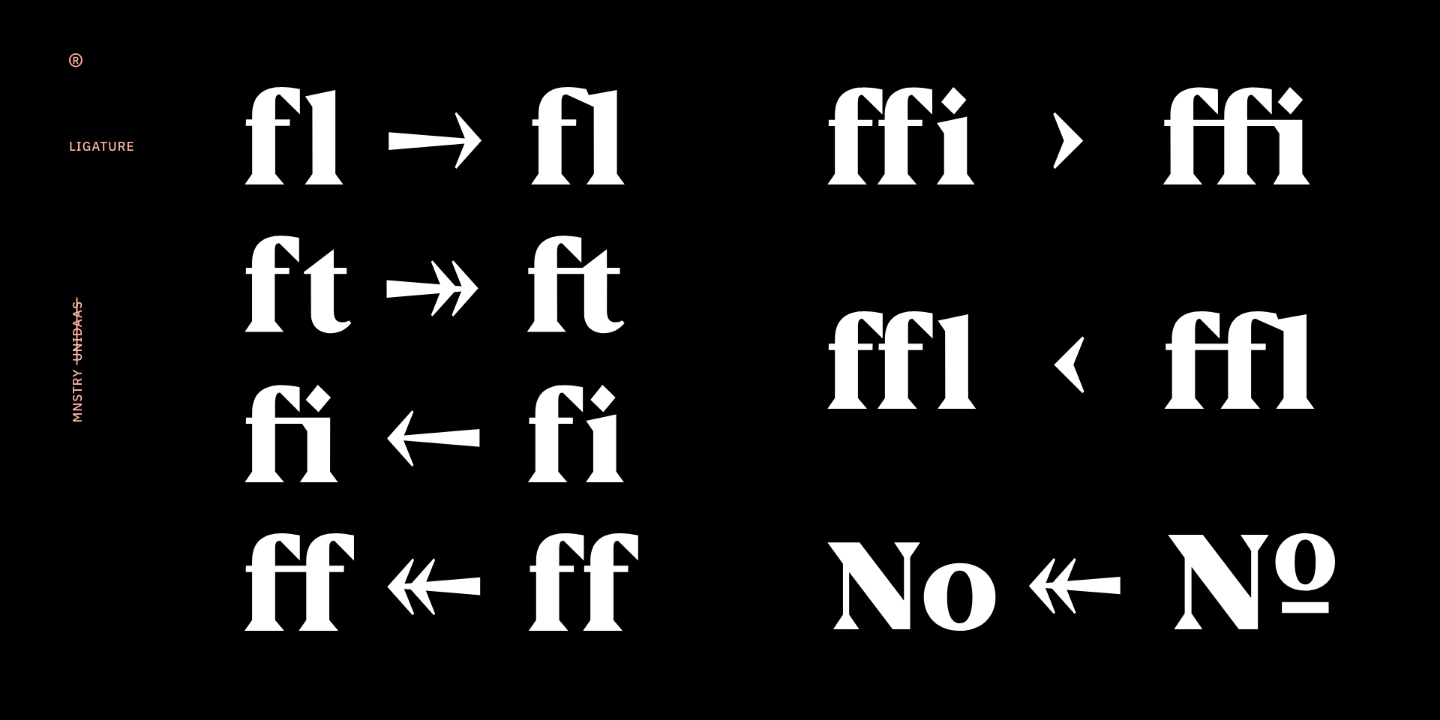 ®
LIGATURE
MNSTRY UNIDAAS
fl → fl
ft ↠ ft
fi ← fi
ff ↞ ff
ffi › ffi
ffl ‹ ffl
No ↞ Nº